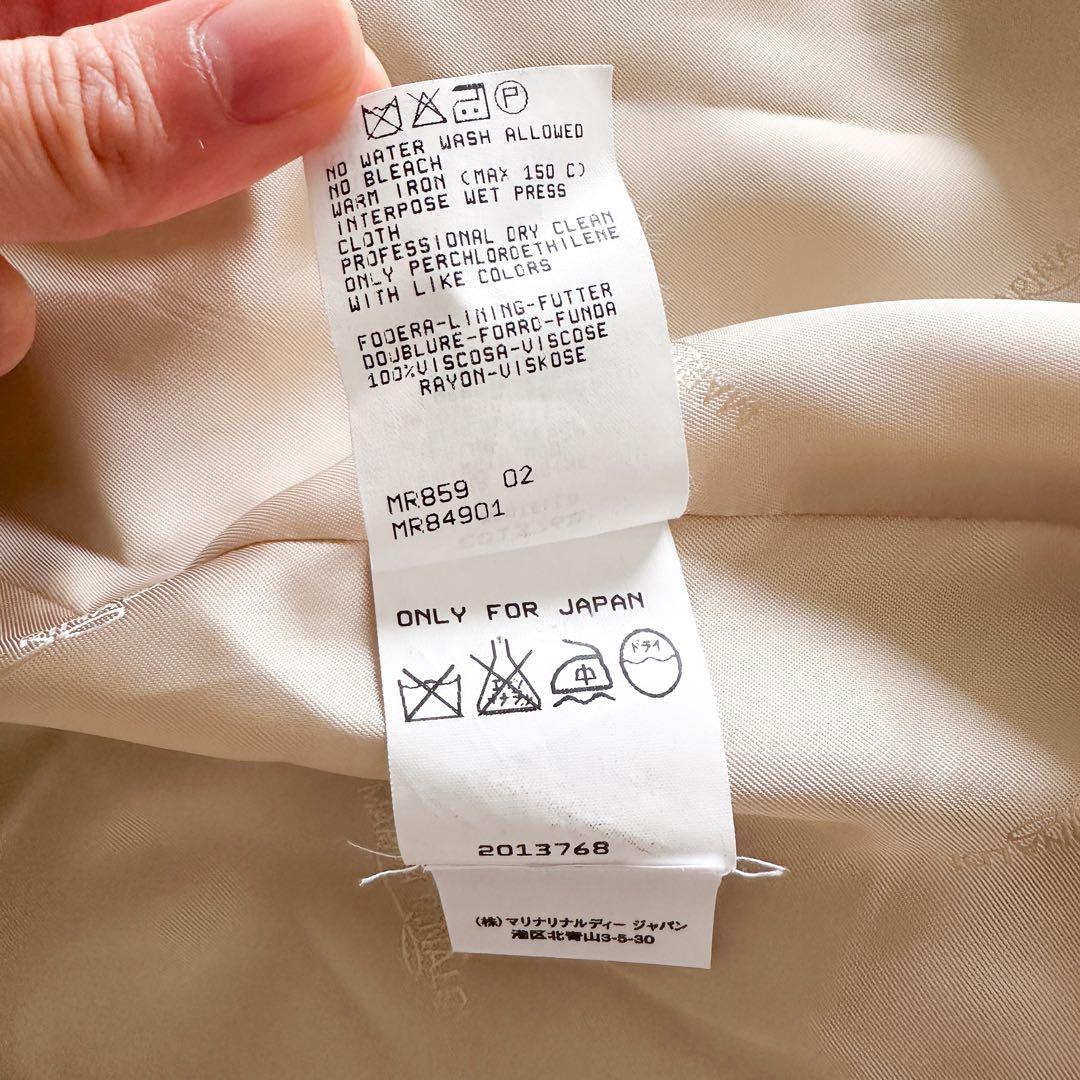 P
NO WATER WASH ALLOWED
NO BLEACH
WARM IRON (MAX 150 C)
INTERPOSE WET PRESS
CLOTH
PROFESSIONAL DRY CLEAN
ONLY PERCHLOROETHILENE
WITH LIKE COLORS
FODERA-LINING-FUTTER
DOUBLURE-FORRO-FUNDA
100%VISCOSA-VISCOSE
RAYON-VISKOSE
MR859 02
MR84901
ONLY FOR JAPAN
中 ドライ
2013768
(株)マリナリナルディー ジャパン
港区北青山3-5-30